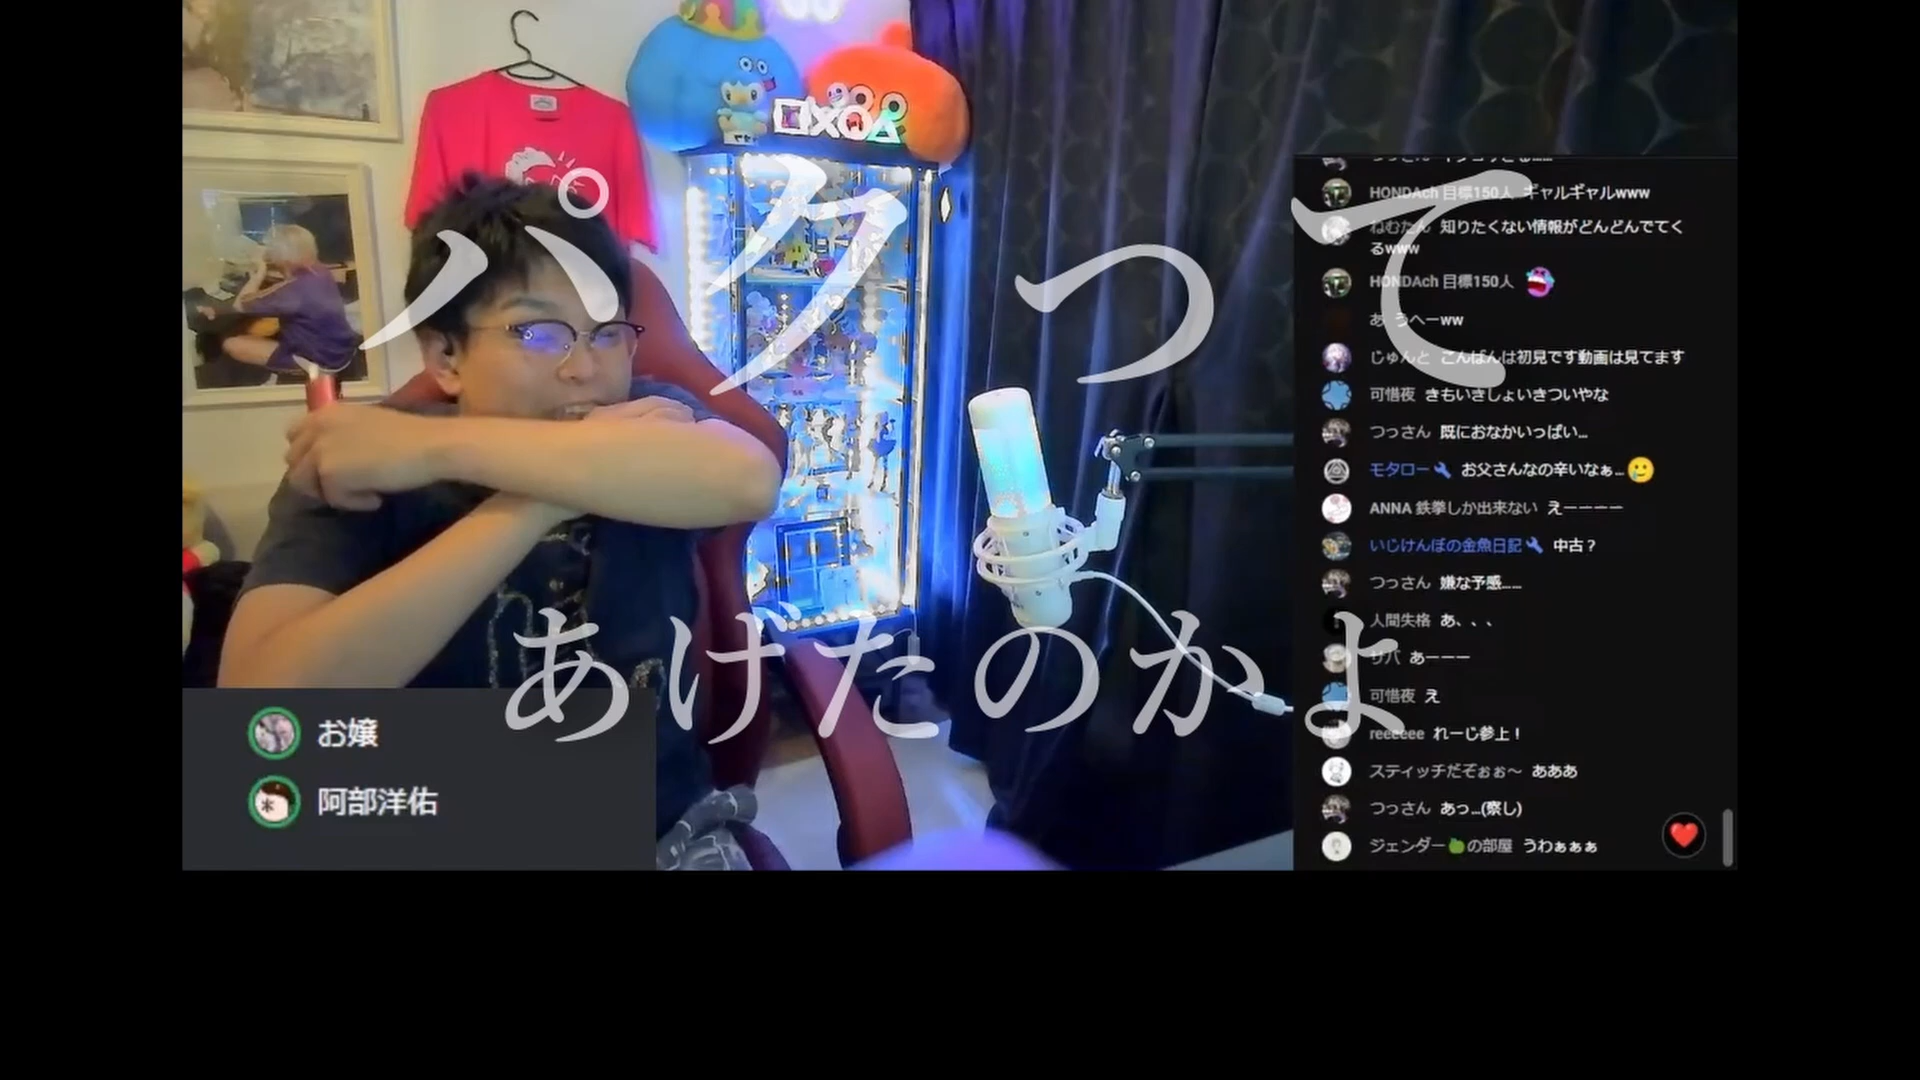 パクって
あげたのかよ
お嬢
阿部洋佑
HONDAch 目標150人 ギャルギャルwww
ねむたん 知りたくない情報がどんどんでてく
るwww
HONDAch 目標150人
あ うへーww
じゅんと こんばんは初見です動画は見てます
可惜夜 きもいきしょいきついやな
つっさん 既におなかいっぱい...
モタロー お父さんなの辛いなぁ...
ANNA 鉄拳しか出来ない えーーーー
いじけんぼの金魚日記 中古？
つっさん 嫌な予感……
人間失格 あ、、、
サバ あーーー
可惜夜 え
reeeeee れーじ参上！
スティッチだぞぉぉ～ あああ
つっさん あっ…(察し)
ジェンダー🍏の部屋 うわぁぁぁ